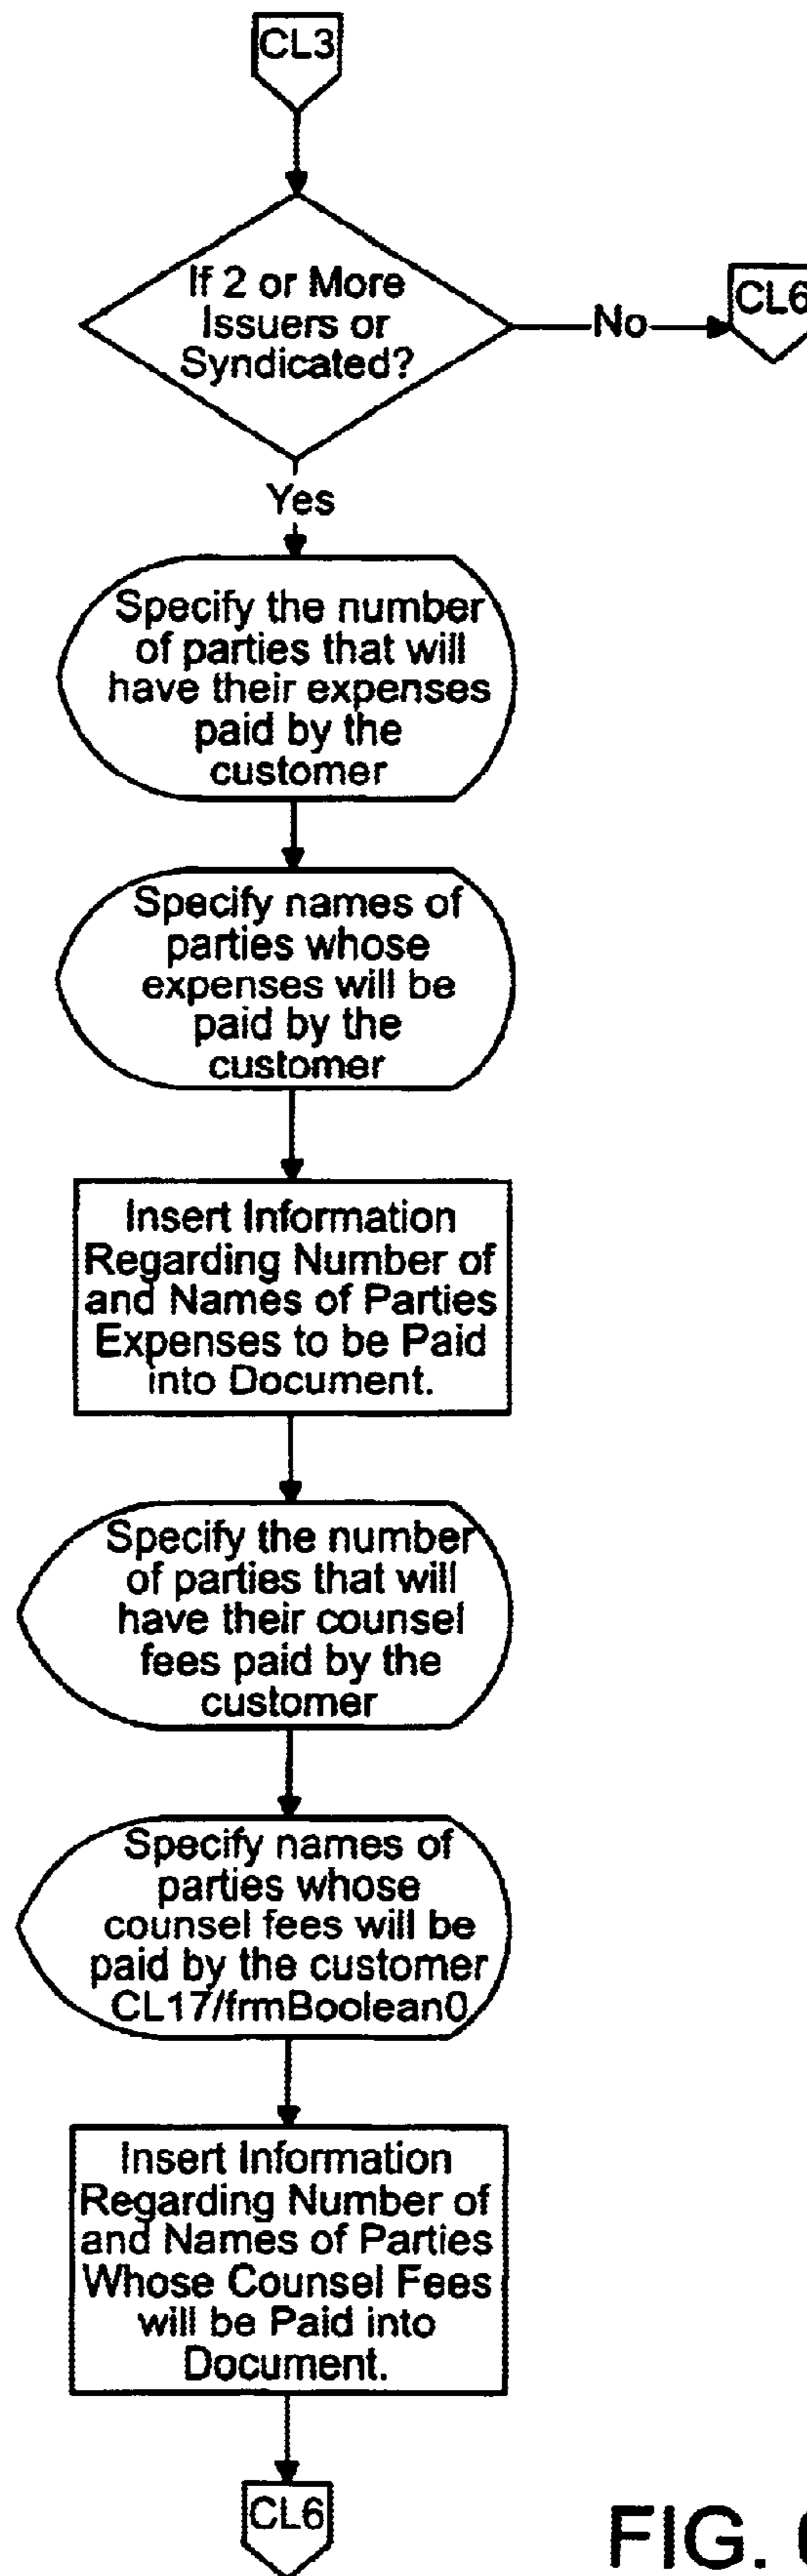 CL3
If 2 or More
Issuers or
Syndicated?
No
CL6
Yes
Specify the number
of parties that will
have their expenses
paid by the
customer
Specify names of
parties whose
expenses will be
paid by the
customer
Insert Information
Regarding Number of
and Names of Parties
Expenses to be Paid
into Document.
Specify the number
of parties that will
have their counsel
fees paid by the
customer
Specify names of
parties whose
counsel fees will be
paid by the customer
CL17/frmBoolean0
Insert Information
Regarding Number of
and Names of Parties
Whose Counsel Fees
will be Paid into
Document.
CL6
FIG.